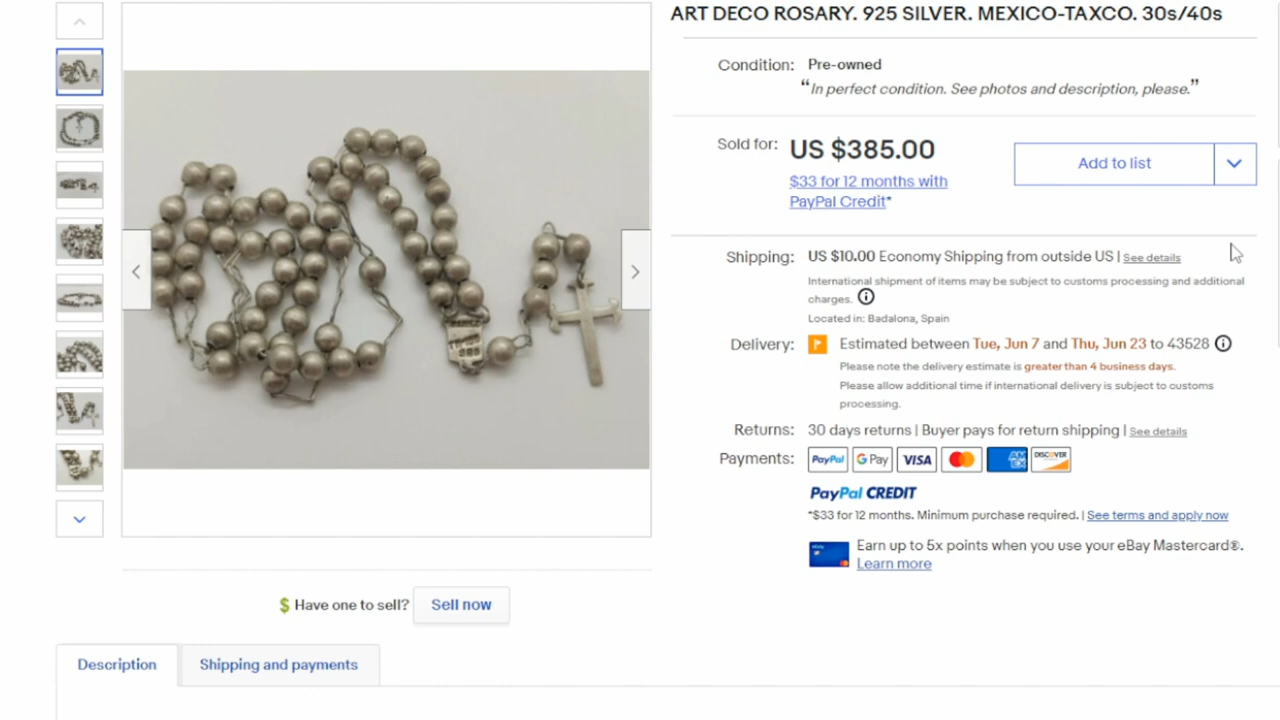 ART DECO ROSARY. 925 SILVER. MEXICO-TAXCO. 30s/40s
Condition: Pre-owned
“In perfect condition. See photos and description, please.”
Sold for: US $385.00
Add to list
$33 for 12 months with
PayPal Credit*
Shipping: US $10.00 Economy Shipping from outside US | See details
International shipment of items may be subject to customs processing and additional
charges.
Located in: Badalona, Spain
Delivery: Estimated between Tue, Jun 7 and Thu, Jun 23 to 43528
Please note the delivery estimate is greater than 4 business days.
Please allow additional time if international delivery is subject to customs
processing.
Returns: 30 days returns | Buyer pays for return shipping | See details
Payments: PayPal G Pay VISA AM EX DISCOVER
PayPal CREDIT
*$33 for 12 months. Minimum purchase required. | See terms and apply now
Earn up to 5x points when you use your eBay Mastercard®.
Learn more
Have one to sell? Sell now
Description
Shipping and payments